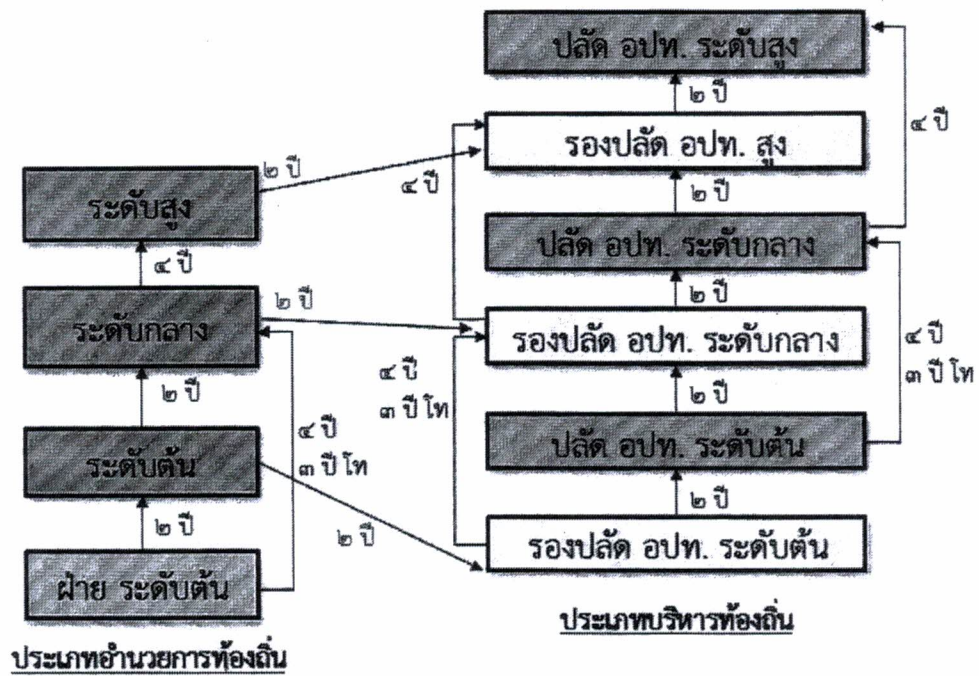 ปลัด อปท. ระดับสูง
๒ ปี
๔ ปี
รองปลัด อปท. สูง
๒ ปี
๔ ปี
ระดับสูง
๒ ปี
ปลัด อปท. ระดับกลาง
๔ ปี
๒ ปี
ระดับกลาง
๒ ปี
รองปลัด อปท. ระดับกลาง
๔ ปี
๓ ปี โท
๒ ปี
๔ ปี
๓ ปี โท
๒ ปี
ระดับต้น
๔ ปี
๓ ปี โท
ปลัด อปท. ระดับต้น
๒ ปี
๒ ปี
๒ ปี
ฝ่าย ระดับต้น
รองปลัด อปท. ระดับต้น
ประเภทอำนวยการท้องถิ่น
ประเภทบริหารท้องถิ่น